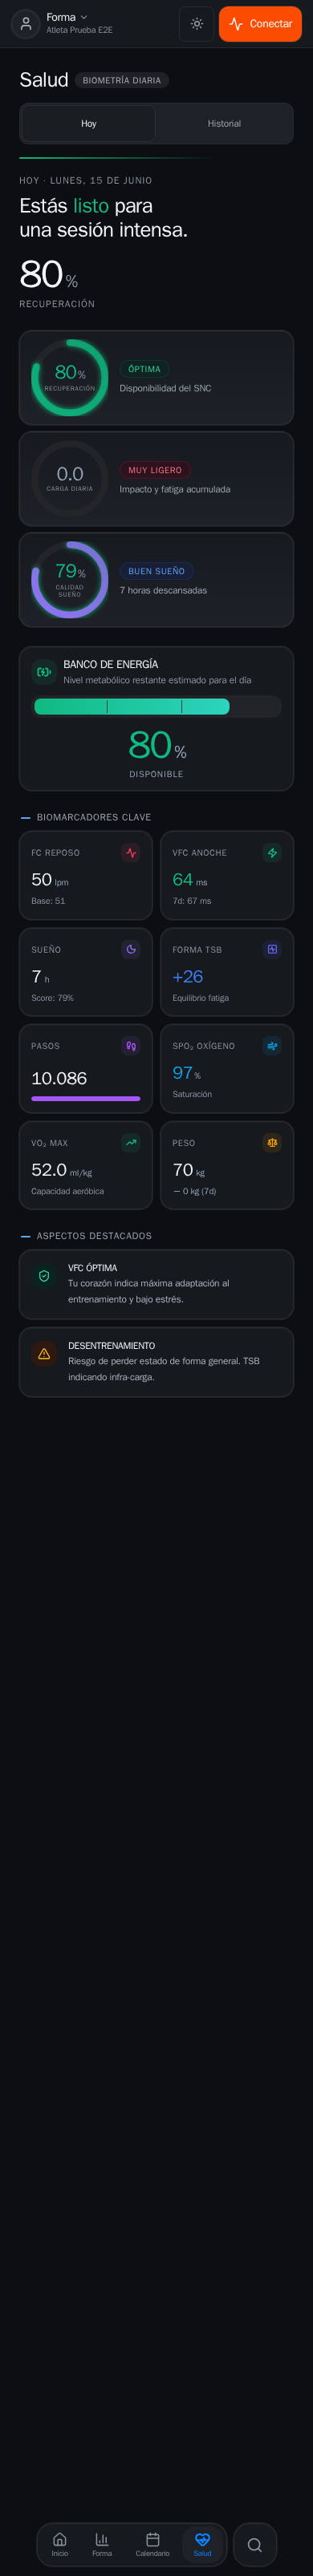 Forma
Atleta Prueba E2E
Conectar
Salud
BIOMETRÍA DIARIA
Hoy
Historial
HOY · LUNES, 15 DE JUNIO
Estás listo para
una sesión intensa.
80%
RECUPERACIÓN
80%
RECUPERACIÓN
ÓPTIMA
Disponibilidad del SNC
0.0
CARGA DIARIA
MUY LIGERO
Impacto y fatiga acumulada
79%
CALIDAD
SUEÑO
BUEN SUEÑO
7 horas descansadas
BANCO DE ENERGÍA
Nivel metabólico restante estimado para el día
80%
DISPONIBLE
BIOMARCADORES CLAVE
FC REPOSO
50 lpm
Base: 51
VFC ANOCHE
64 ms
7d: 67 ms
SUEÑO
7 h
Score: 79%
FORMA TSB
+26
Equilibrio fatiga
PASOS
10.086
SPO₂ OXÍGENO
97 %
Saturación
VO₂ MAX
52.0 ml/kg
Capacidad aeróbica
PESO
70 kg
— 0 kg (7d)
ASPECTOS DESTACADOS
VFC ÓPTIMA
Tu corazón indica máxima adaptación al
entrenamiento y bajo estrés.
DESENTRENAMIENTO
Riesgo de perder estado de forma general. TSB
indicando infra-carga.
Inicio
Forma
Calendario
Salud